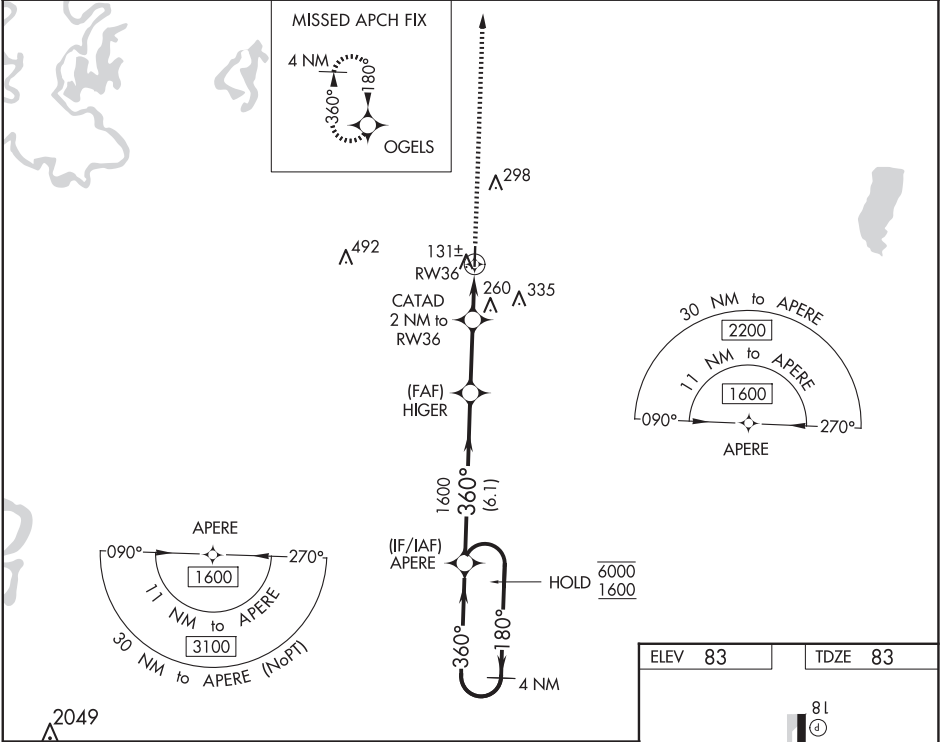 MISSED APCH FIX
4 NM
180°
360°
OGELS
298
492
131±
RW36
260
335
CATAD
2 NM to
RW36
(FAF)
HIGER
30 NM to APERE
2200
11 NM to APERE
1600
090°
270°
APERE
1600
360°
(6.1)
APERE
090°
270°
1600
11 NM to APERE
3100
30 NM to APERE (NoPT)
(IF/IAF)
APERE
HOLD 6000
1600
360°
180°
4 NM
2049
ELEV 83
TDZE 83
18
P